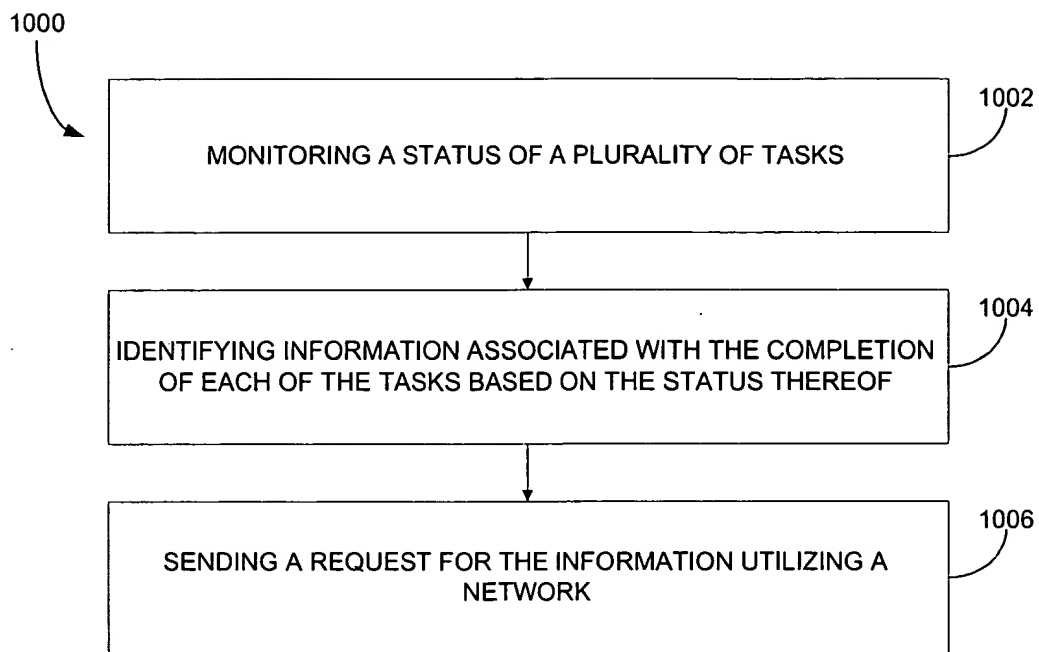 1000
1002
MONITORING A STATUS OF A PLURALITY OF TASKS
1004
IDENTIFYING INFORMATION ASSOCIATED WITH THE COMPLETION
OF EACH OF THE TASKS BASED ON THE STATUS THEREOF
1006
SENDING A REQUEST FOR THE INFORMATION UTILIZING A
NETWORK